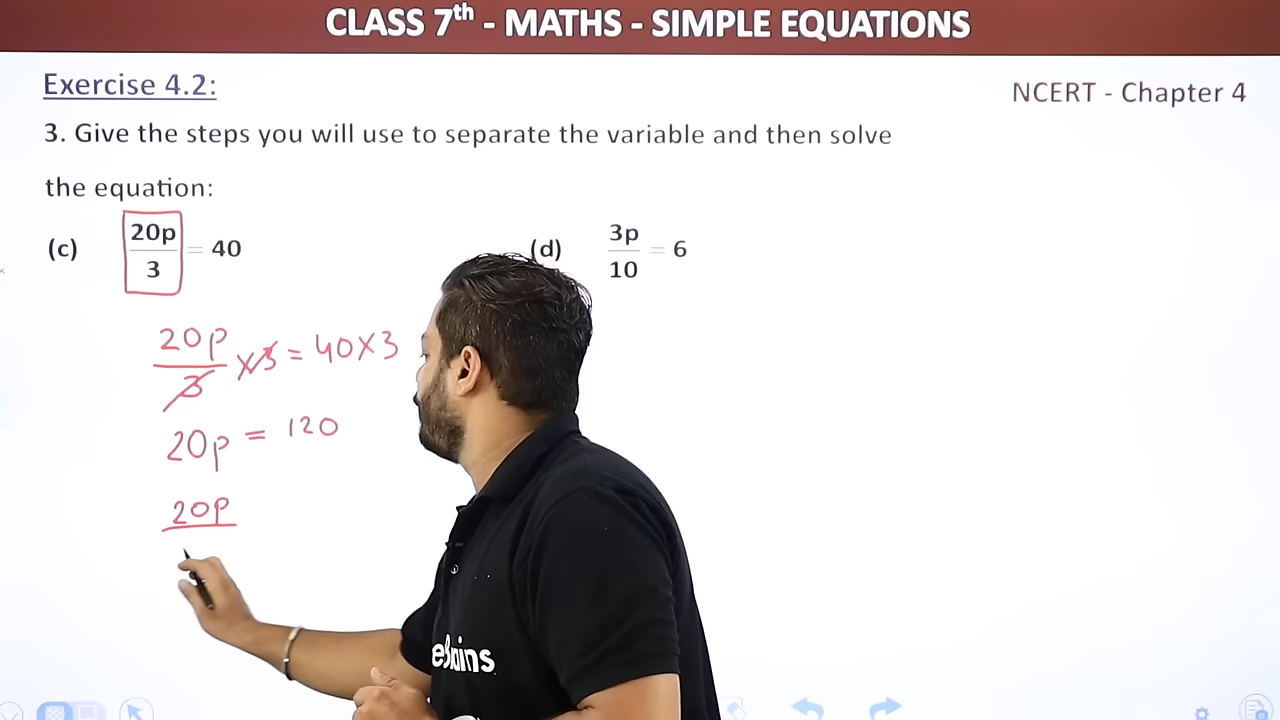 CLASS 7th - MATHS - SIMPLE EQUATIONS
Exercise 4.2:
NCERT - Chapter 4
3. Give the steps you will use to separate the variable and then solve
the equation:
(c) 20p/3 = 40
(d) 3p/10 = 6
20p/3 ×3 = 40×3
20p = 120
20p
eBrains